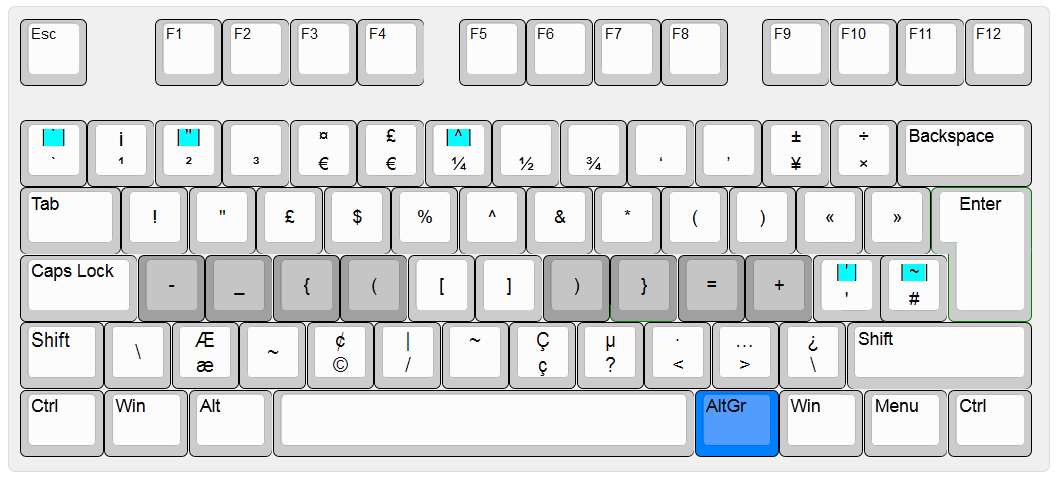 Esc F1 F2 F3 F4 F5 F6 F7 F8 F9 F10 F11 F12
` ¡ " ¤ £ ^ ± ÷ Backspace
` ¹ ² ³ € € ¼ ½ ¾ ‘ ’ ¥ ×
Tab ! " £ $ % ^ & * ( ) « » Enter
Caps Lock - _ { ( [ ] ) } = + ' ~
' #
Shift \ Æ ~ ¢ | ~ Ç µ · … ¿ Shift
æ © / ç ? < > \
Ctrl Win Alt AltGr Win Menu Ctrl